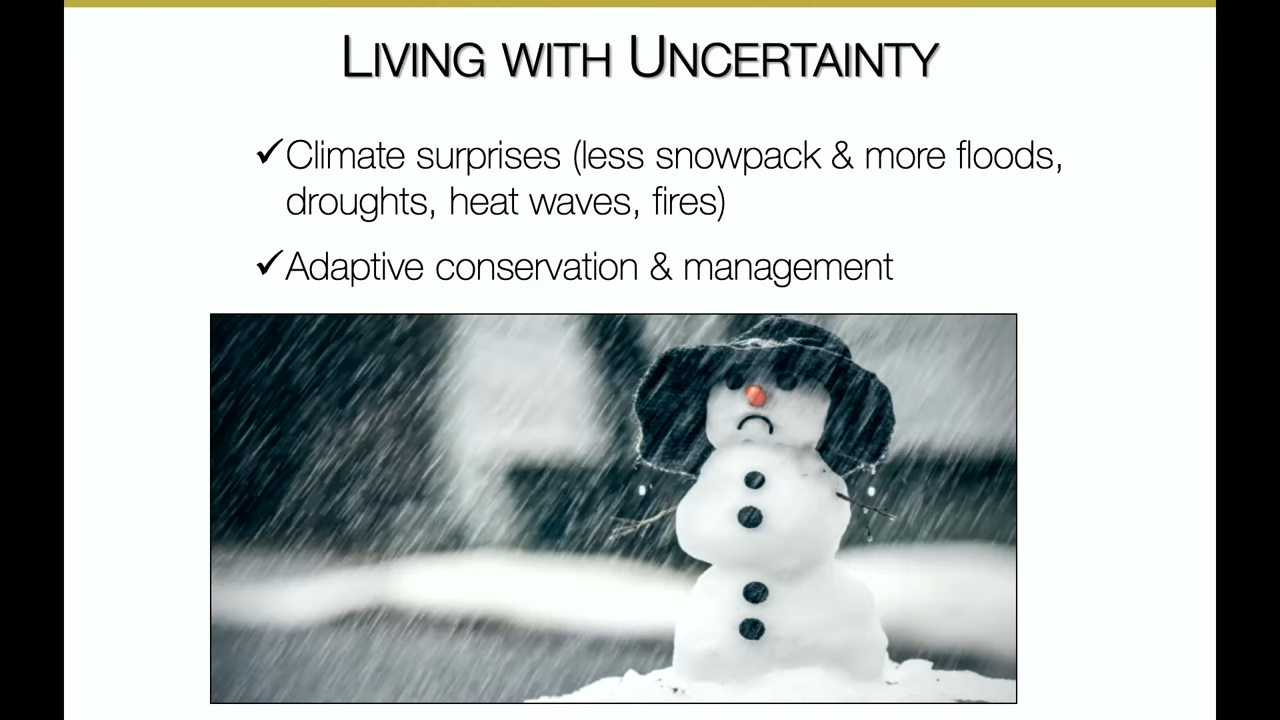 LIVING WITH UNCERTAINTY
✓Climate surprises (less snowpack & more floods,
droughts, heat waves, fires)
✓Adaptive conservation & management